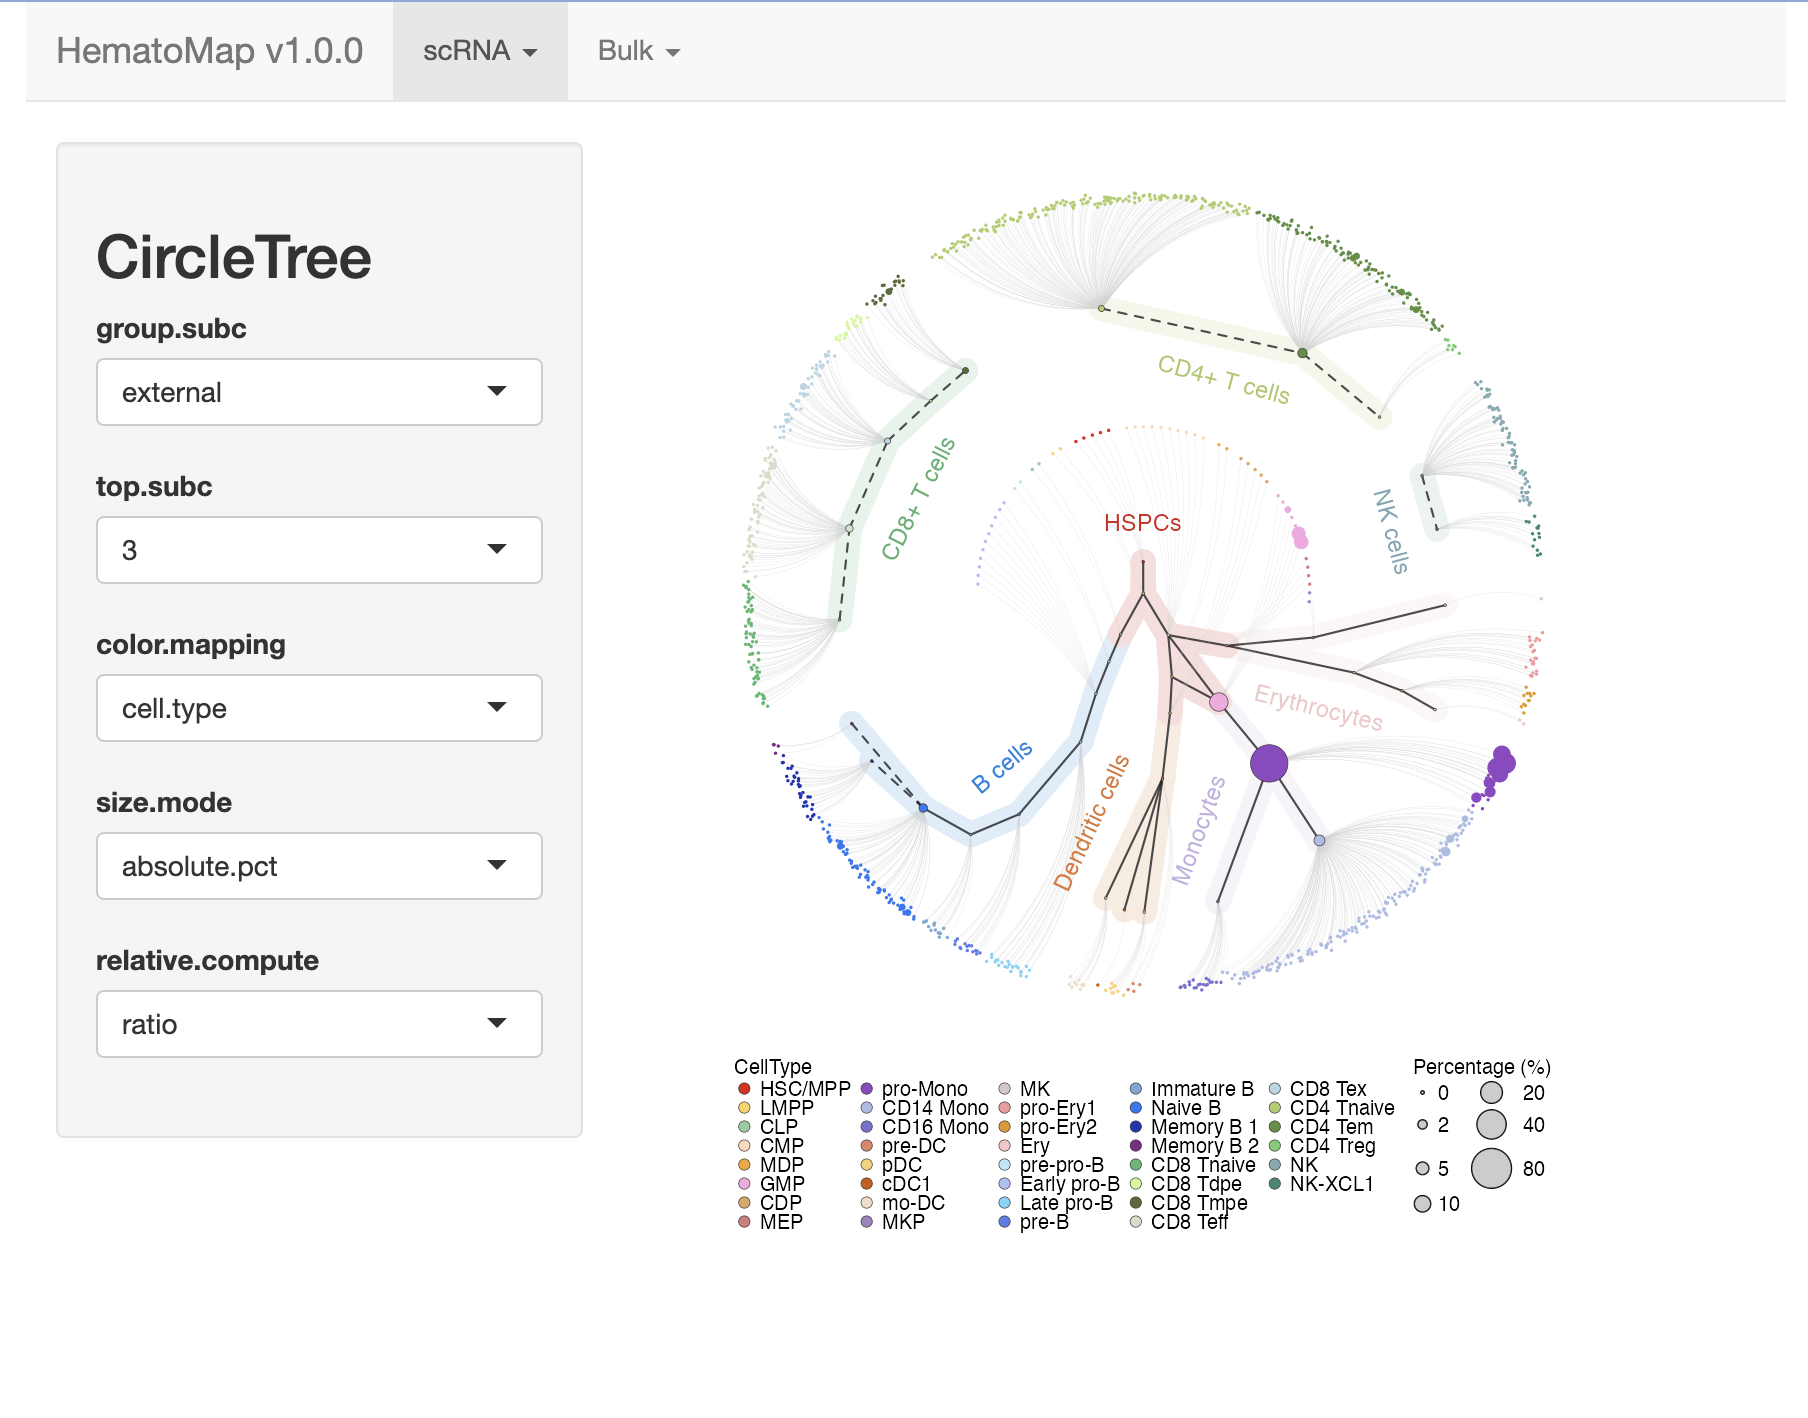 HematoMap v1.0.0
scRNA
Bulk
CircleTree
group.subc
external
top.subc
3
color.mapping
cell.type
size.mode
absolute.pct
relative.compute
ratio
CD4+ T cells
CD8+ T cells
NK cells
HSPCs
Erythrocytes
B cells
Dendritic cells
Monocytes
CellType
HSC/MPP
LMPP
CLP
CMP
MDP
GMP
CDP
MEP
pro-Mono
CD14 Mono
CD16 Mono
pre-DC
pDC
cDC1
mo-DC
MKP
MK
pro-Ery1
pro-Ery2
Ery
pre-pro-B
Early pro-B
Late pro-B
pre-B
Immature B
Naive B
Memory B 1
Memory B 2
CD8 Tnaive
CD8 Tdpe
CD8 Tmpe
CD8 Teff
CD8 Tex
CD4 Tnaive
CD4 Tem
CD4 Treg
NK
NK-XCL1
Percentage (%)
0
2
5
10
20
40
80